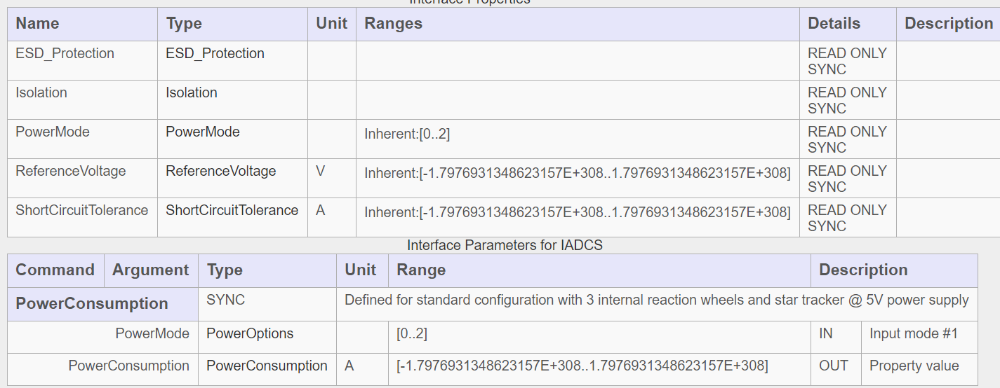 Interface Properties
Name Type Unit Ranges Details Description
ESD_Protection ESD_Protection READ ONLY
SYNC
Isolation Isolation READ ONLY
SYNC
PowerMode PowerMode Inherent:[0..2] READ ONLY
SYNC
ReferenceVoltage ReferenceVoltage V Inherent:[-1.7976931348623157E+308..1.7976931348623157E+308] READ ONLY
SYNC
ShortCircuitTolerance ShortCircuitTolerance A Inherent:[-1.7976931348623157E+308..1.7976931348623157E+308] READ ONLY
SYNC
Interface Parameters for IADCS
Command Argument Type Unit Range Description
PowerConsumption SYNC Defined for standard configuration with 3 internal reaction wheels and star tracker @ 5V power supply
PowerMode PowerOptions [0..2] IN Input mode #1
PowerConsumption PowerConsumption A [-1.7976931348623157E+308..1.7976931348623157E+308] OUT Property value